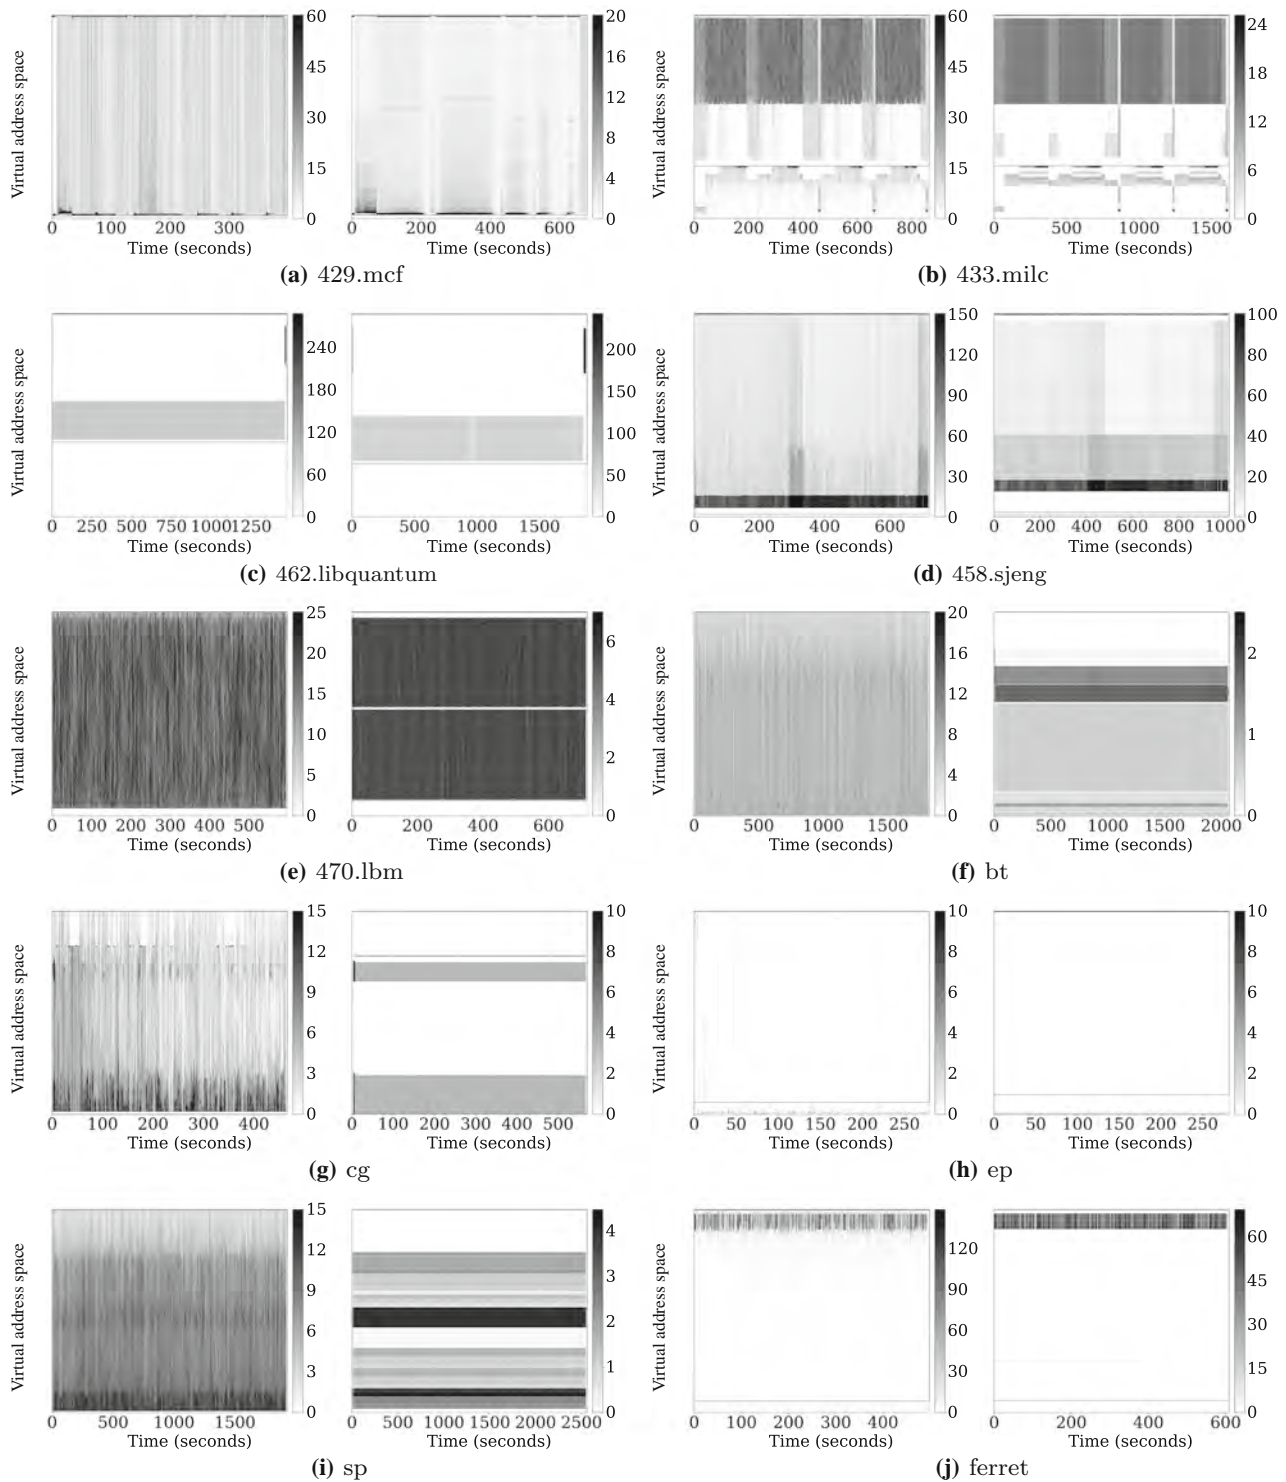 60 20 60 24
Virtual address space 45 16 Virtual address space 45 18
30 12 30 12
15 8 15 6
0 4 0 0
0
0 100 200 300 0 200 400 600 0 200 400 600 800 0 500 1000 1500
Time (seconds) Time (seconds) Time (seconds) Time (seconds)
(a) 429.mcf (b) 433.milc
150 100
240 200 120 80
Virtual address space 180 150 Virtual address space 90 60
120 100 60 40
60 50 30 20
0 0 0 0
0 250 500 750 1000 1250 0 500 1000 1500 0 200 400 600 0 200 400 600 800 1000
Time (seconds) Time (seconds) Time (seconds) Time (seconds)
(c) 462.libquantum (d) 458.sjeng
25 6 20 2
Virtual address space 20 4 Virtual address space 16 1
15 2 12 0
10 0 8
5 4
0 0
0 100 200 300 400 500 0 200 400 600 0 500 1000 1500 0 500 1000 1500 2000
Time (seconds) Time (seconds) Time (seconds) Time (seconds)
(e) 470.lbm (f) bt
15 10 10 10
Virtual address space 12 8 Virtual address space 8 8
9 6 6 6
6 4 4 4
3 2 2 2
0 0 0 0
0 100 200 300 400 0 100 200 300 400 500 0 50 100 150 200 250 0 50 100 150 200 250
Time (seconds) Time (seconds) Time (seconds) Time (seconds)
(g) cg (h) ep
15 4 120 60
Virtual address space 12 3 Virtual address space 90 45
9 2 60 30
6 1 30 15
3 0 0 0
0
0 500 1000 1500 0 500 1000 1500 2000 2500 0 100 200 300 400 0 200 400 600
Time (seconds) Time (seconds) Time (seconds) Time (seconds)
(i) sp (j) ferret